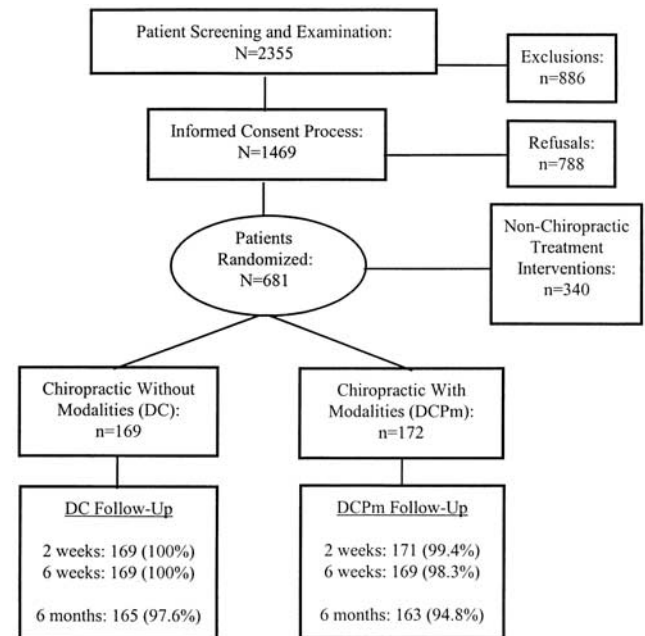 Patient Screening and Examination:
N=2355
Exclusions:
n=886
Informed Consent Process:
N=1469
Refusals:
n=788
Patients
Randomized:
N=681
Non-Chiropractic
Treatment
Interventions:
n=340
Chiropractic Without
Modalities (DC):
n=169
Chiropractic With
Modalities (DCPm):
n=172
DC Follow-Up
2 weeks: 169 (100%)
6 weeks: 169 (100%)
6 months: 165 (97.6%)
DCPm Follow-Up
2 weeks: 171 (99.4%)
6 weeks: 169 (98.3%)
6 months: 163 (94.8%)